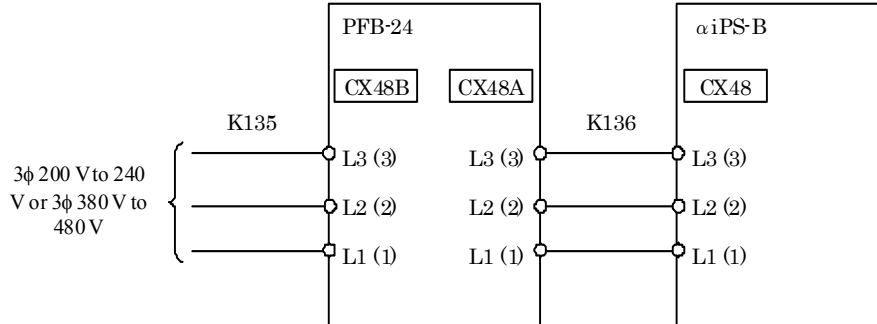 PFB-24
αiPS-B
CX48B
CX48A
CX48
K135
K136
L3 (3)
L3 (3)
L3 (3)
3ϕ 200 V to 240
V or 3ϕ 380 V to
480 V
L2 (2)
L2 (2)
L2 (2)
L1 (1)
L1 (1)
L1 (1)